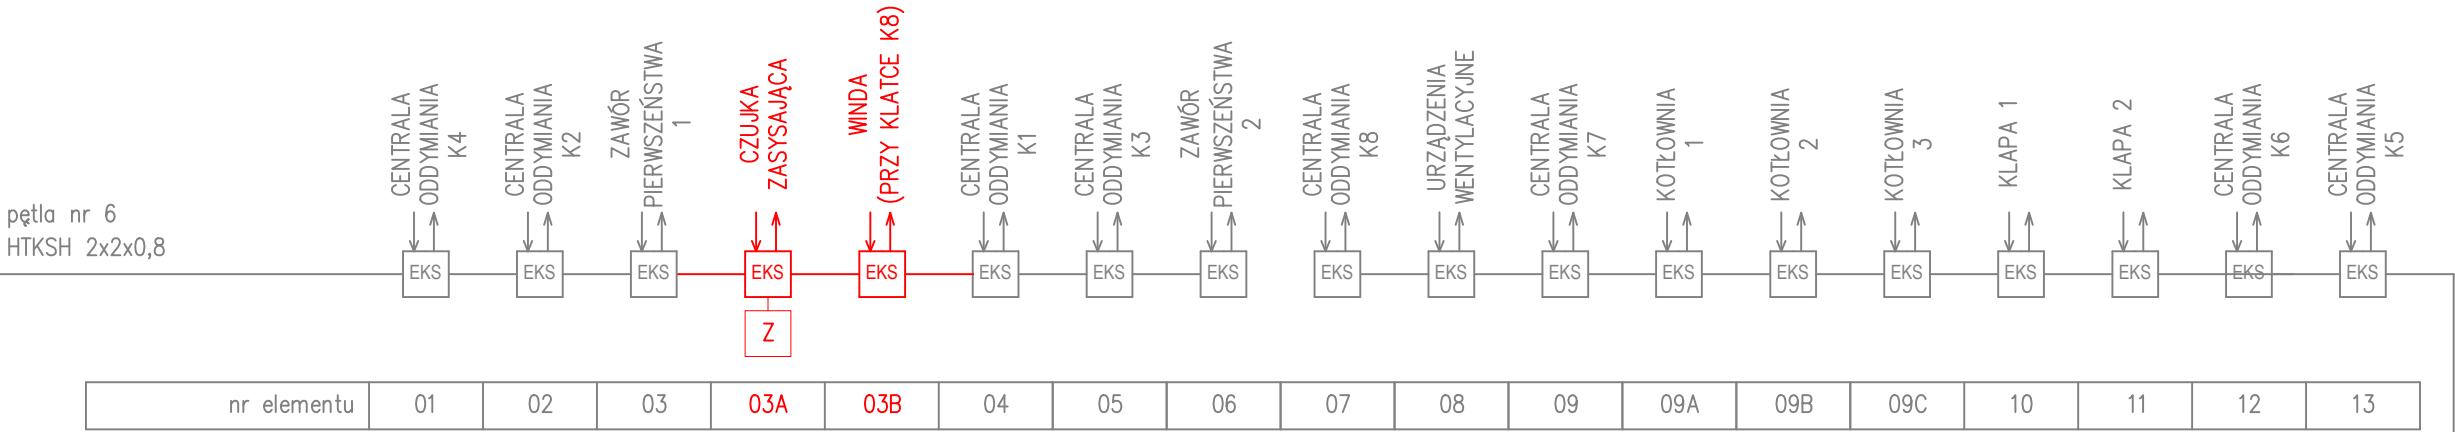 CENTRALA
ODDYMIANIA
K4
CENTRALA
ODDYMIANIA
K2
ZAWÓR
PIERWSZEŃSTWA
1
CZUJKA
ZASYSAJĄCA
WINDA
(PRZY KLATCE K8)
CENTRALA
ODDYMIANIA
K1
CENTRALA
ODDYMIANIA
K3
ZAWÓR
PIERWSZEŃSTWA
2
CENTRALA
ODDYMIANIA
K8
URZĄDZENIA
WENTYLACYJNE
CENTRALA
ODDYMIANIA
K7
KOTŁOWNIA
1
KOTŁOWNIA
2
KOTŁOWNIA
3
KLAPA 1
KLAPA 2
CENTRALA
ODDYMIANIA
K6
CENTRALA
ODDYMIANIA
K5
pętla nr 6
HTKSH 2x2x0,8
EKS EKS EKS EKS EKS EKS EKS EKS EKS EKS EKS EKS EKS EKS EKS EKS EKS EKS
Z
nr elementu 01 02 03 03A 03B 04 05 06 07 08 09 09A 09B 09C 10 11 12 13